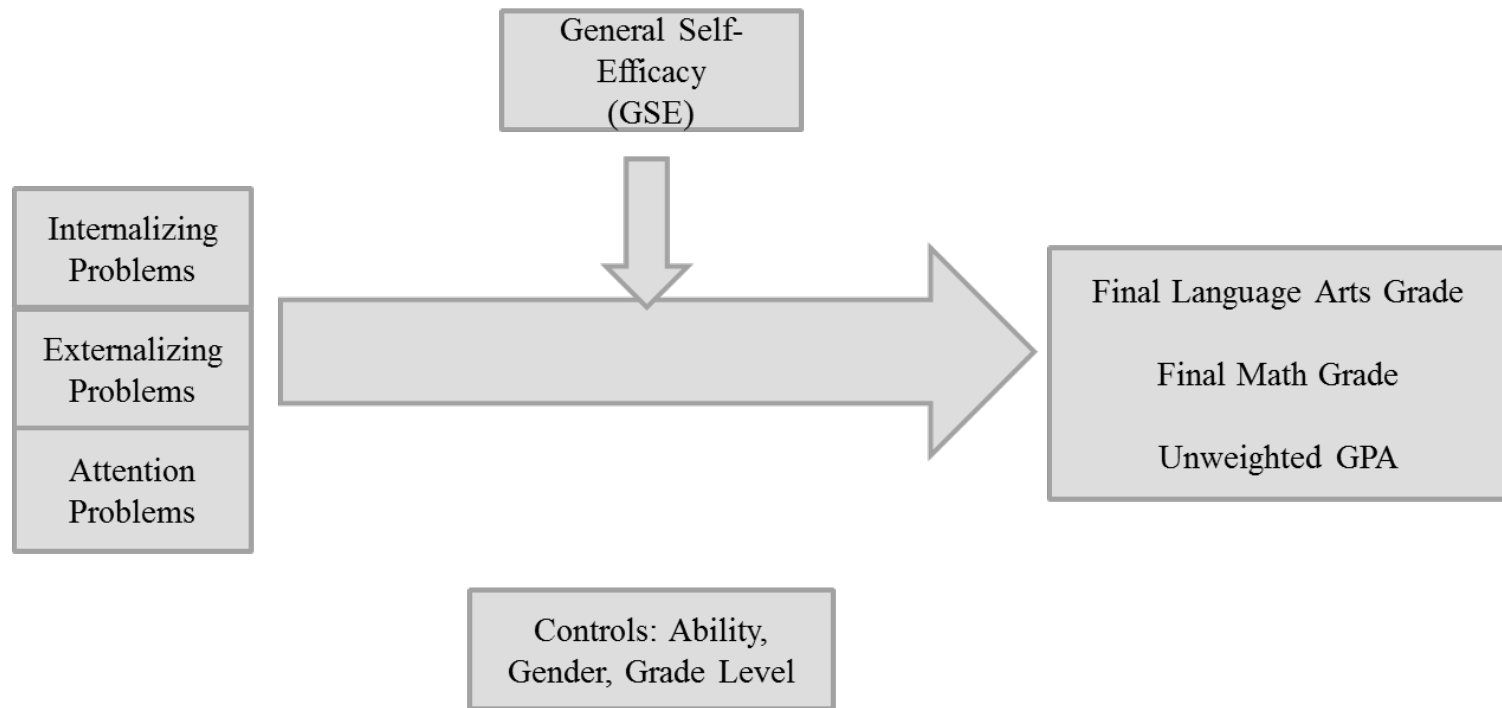 General Self-
Efficacy
(GSE)
Internalizing
Problems
Externalizing
Problems
Attention
Problems
Final Language Arts Grade
Final Math Grade
Unweighted GPA
Controls: Ability,
Gender, Grade Level